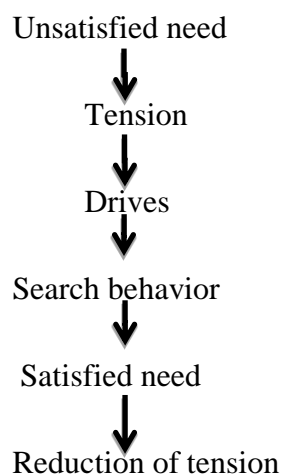 Unsatisfied need
Tension
Drives
Search behavior
Satisfied need
Reduction of tension